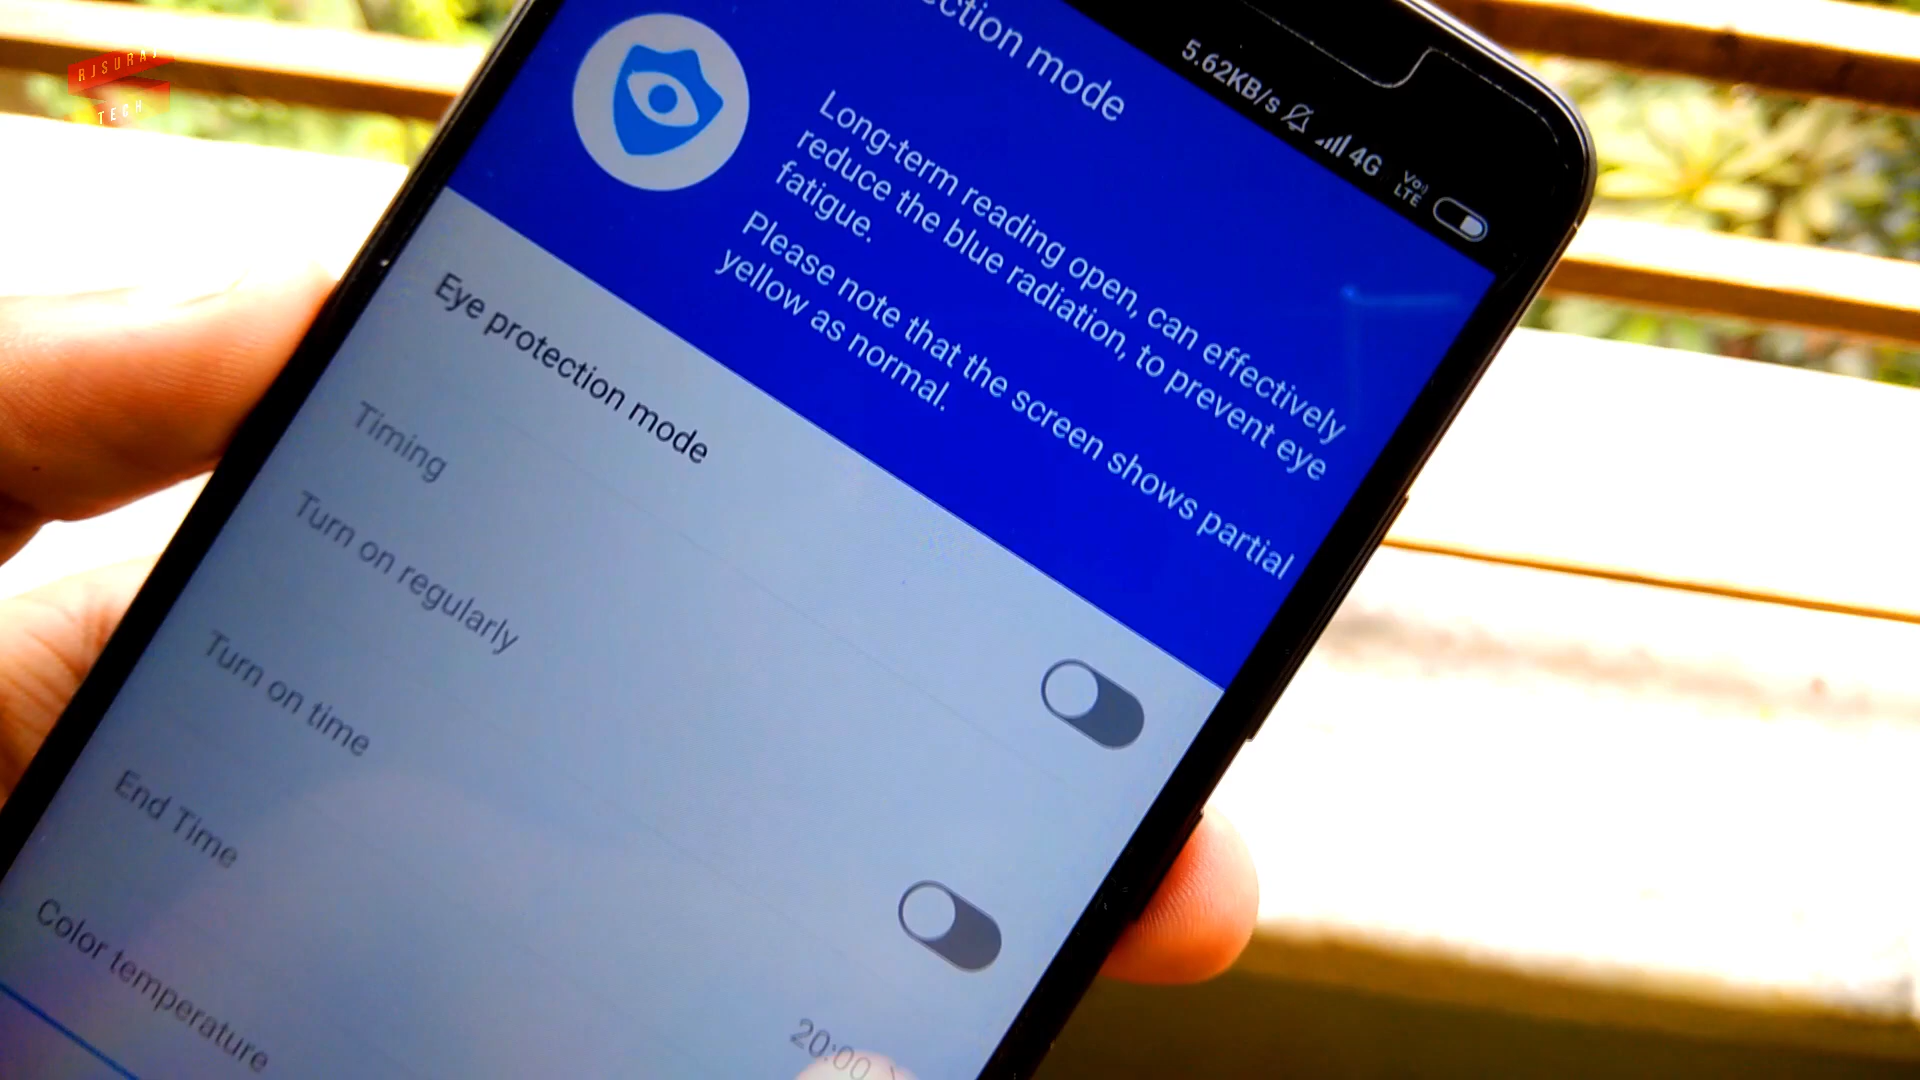 RJSURAJ
TECH
5.62KB/s 4G VoLTE
ction mode
Long-term reading open, can effectively
reduce the blue radiation, to prevent eye
fatigue.
Please note that the screen shows partial
yellow as normal.
Eye protection mode
Timing
Turn on regularly
Turn on time
20:00
End Time
Color temperature